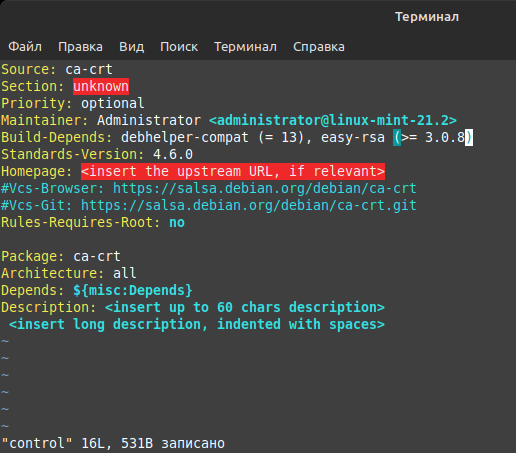 Терминал
Файл Правка Вид Поиск Терминал Справка
Source: ca-crt
Section: unknown
Priority: optional
Maintainer: Administrator <administrator@linux-mint-21.2>
Build-Depends: debhelper-compat (= 13), easy-rsa (>= 3.0.8)
Standards-Version: 4.6.0
Homepage: <insert the upstream URL, if relevant>
#Vcs-Browser: https://salsa.debian.org/debian/ca-crt
#Vcs-Git: https://salsa.debian.org/debian/ca-crt.git
Rules-Requires-Root: no

Package: ca-crt
Architecture: all
Depends: ${misc:Depends}
Description: <insert up to 60 chars description>
 <insert long description, indented with spaces>
~
~
~
~
~
~
"control" 16L, 531B записано